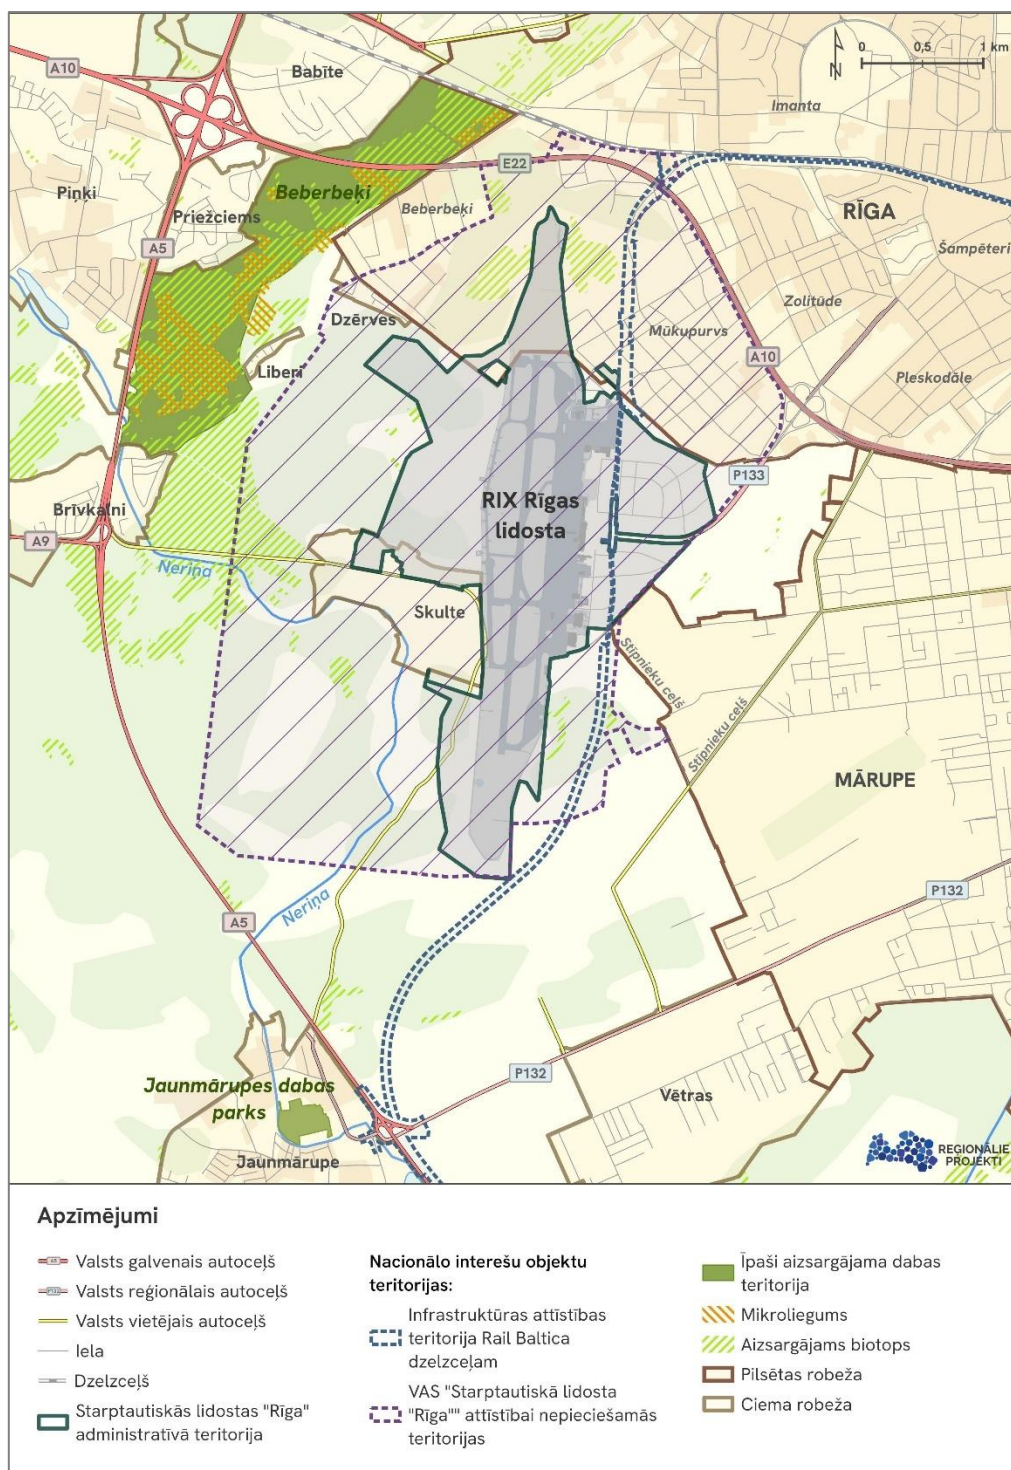 A10
Babīte
0 0,5 1 km
N
Imanta
E22
Piņķi
Beberbeķi
Beberbeķi
Priežciems
RĪGA
A5
Šampēteri
Zolitūde
Dzērves
Mūkupurvs
A10
Liberi
Pleskodāle
P133
RIX Rīgas
lidosta
Brīvkalni
A9
Neriņa
Skulte
Stīpnieku ceļš
Stīpnieku ceļš
MĀRUPE
P132
Neriņa
A5
P132
Jaunmārupes dabas
parks
Vētras
Jaunmārupe
REĢIONĀLIE
PROJEKTI
Apzīmējumi
A5
Valsts galvenais autoceļš
P132
Valsts reģionālais autoceļš
Valsts vietējais autoceļš
Iela
Dzelzceļš
Starptautiskās lidostas "Rīga"
administratīvā teritorija
Nacionālo interešu objektu
teritorijas:
Infrastruktūras attīstības
teritorija Rail Baltica
dzelzceļam
VAS "Starptautiskā lidosta
"Rīga"" attīstībai nepieciešamās
teritorijas
Īpaši aizsargājama dabas
teritorija
Mikroliegums
Aizsargājams biotops
Pilsētas robeža
Ciema robeža